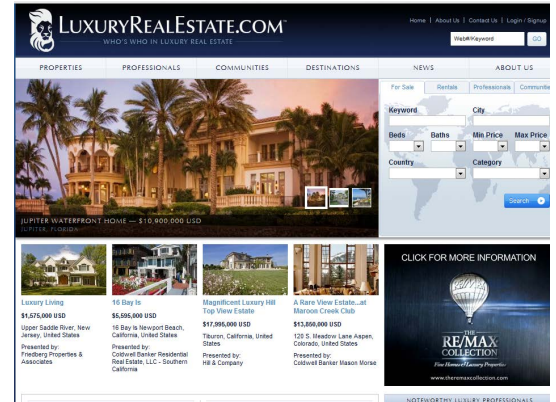 LUXURYREALESTATE.COM™
WHO'S WHO IN LUXURY REAL ESTATE
Home | About Us | Contact Us | Login / Signup
Web#/Keyword GO
PROPERTIES PROFESSIONALS COMMUNITIES DESTINATIONS NEWS ABOUT US
For Sale Rentals Professionals Communitie
Keyword City
Beds Baths Min Price Max Price
Country Category
Search
JUPITER WATERFRONT HOME — $10,900,000 USD
JUPITER, FLORIDA
Luxury Living
$1,575,000 USD
Upper Saddle River, New
Jersey, United States
Presented by:
Friedberg Properties &
Associates
16 Bay Is
$5,595,000 USD
16 Bay Is Newport Beach,
California, United States
Presented by:
Coldwell Banker Residential
Real Estate, LLC - Southern
California
Magnificent Luxury Hill
Top View Estate
$17,995,000 USD
Tiburon, California, United
States
Presented by:
Hill & Company
A Rare View Estate...at
Maroon Creek Club
$13,850,000 USD
120 S. Meadow Lane Aspen,
Colorado, United States
Presented by:
Coldwell Banker Mason Morse
CLICK FOR MORE INFORMATION
THE
RE/MAX
COLLECTION
Fine Homes & Luxury Properties
www.theremaxcollection.com
NOTEWORTHY LUXURY PROFESSIONALS